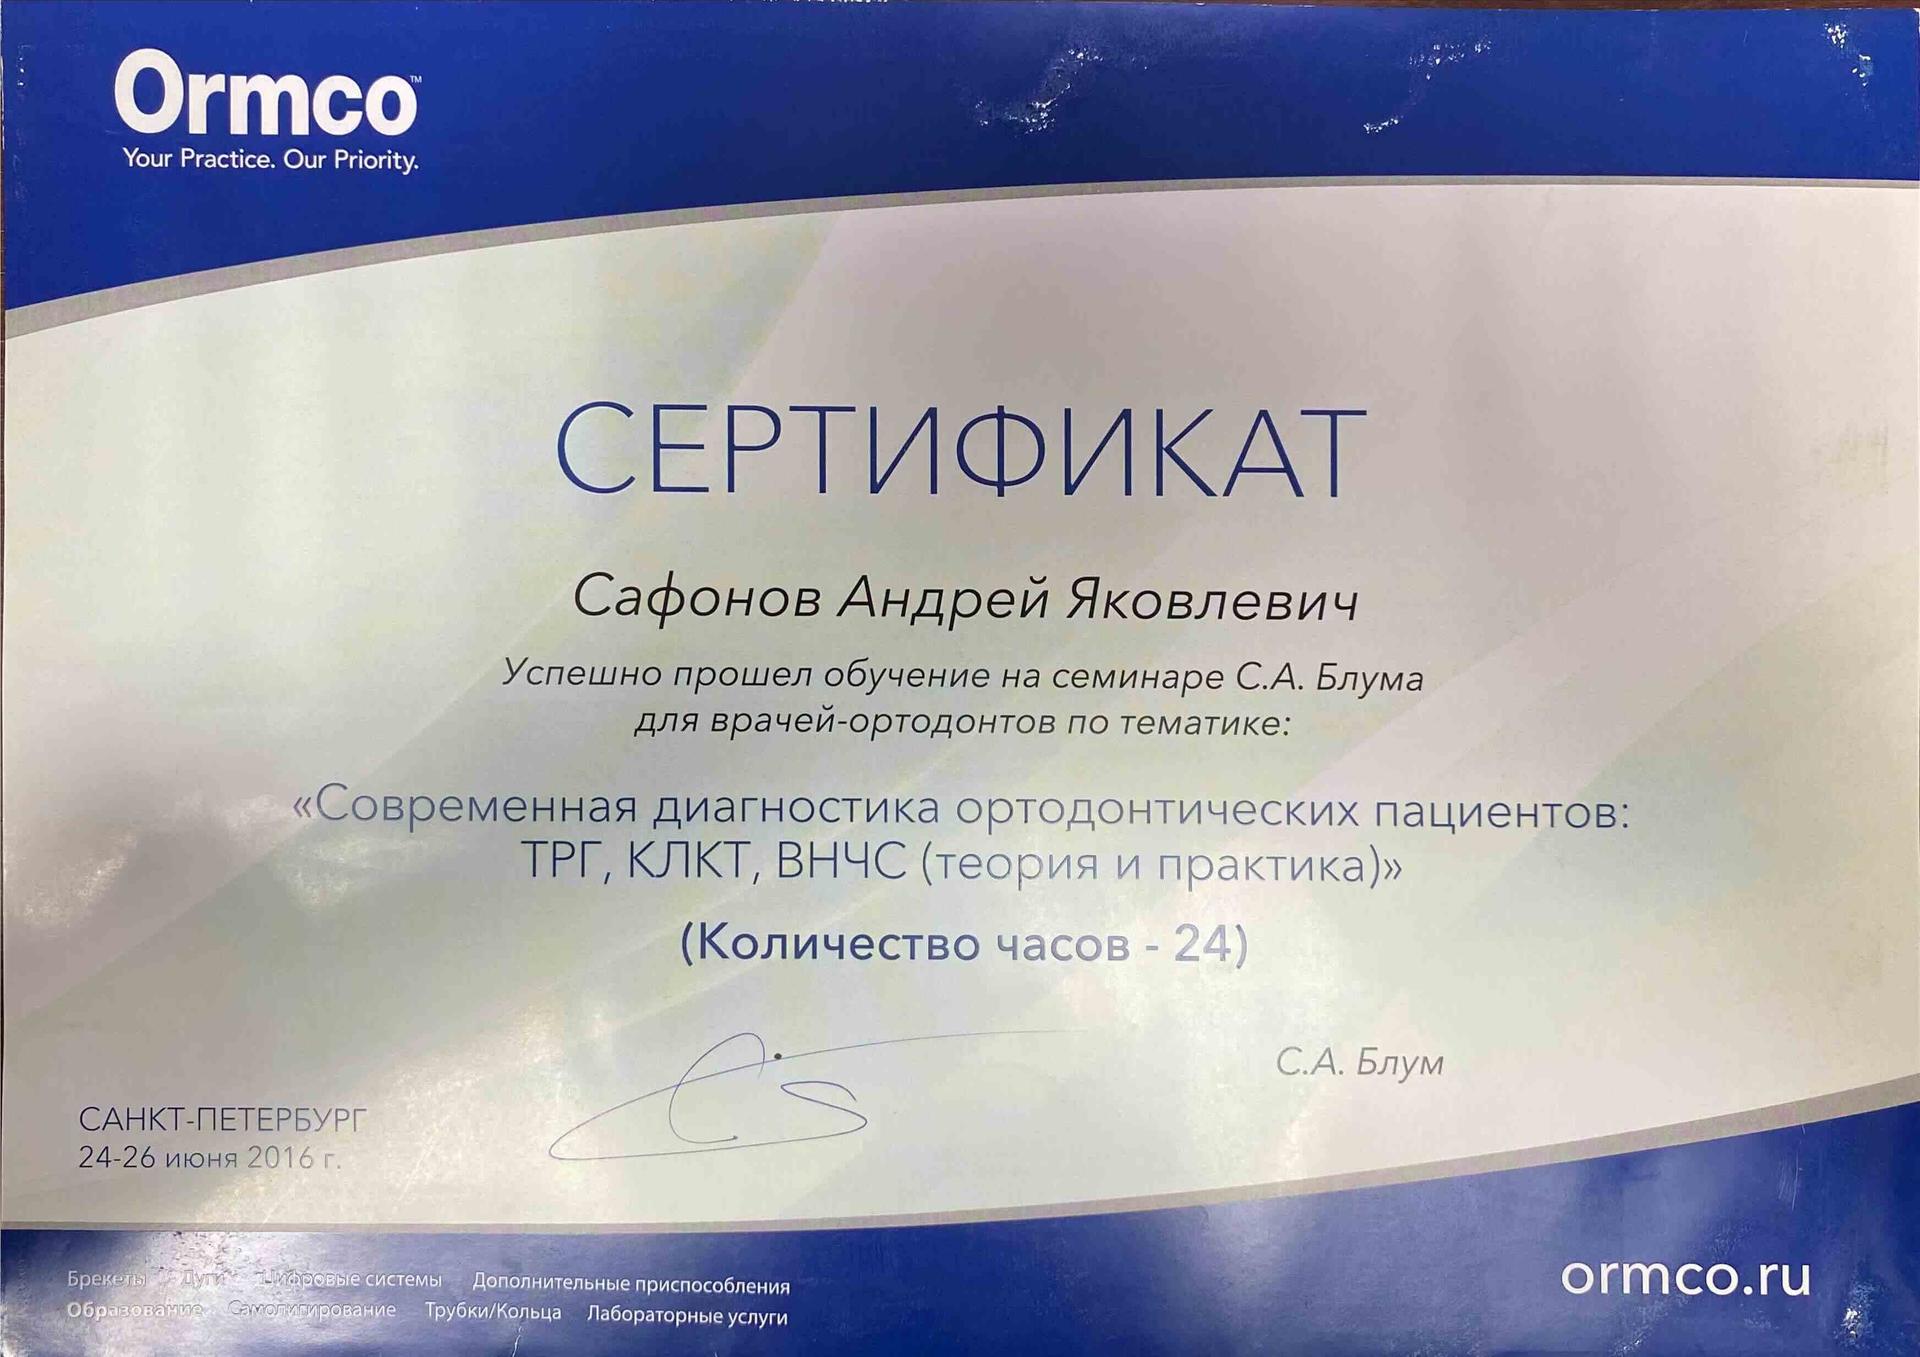 Ormco™
Your Practice. Our Priority.
СЕРТИФИКАТ
Сафонов Андрей Яковлевич
Успешно прошел обучение на семинаре С.А. Блума
для врачей-ортодонтов по тематике:
«Современная диагностика ортодонтических пациентов:
ТРГ, КЛКТ, ВНЧС (теория и практика)»
(Количество часов - 24)
С.А. Блум
САНКТ-ПЕТЕРБУРГ
24-26 июня 2016 г.
Брекеты Дуги Цифровые системы Дополнительные приспособления
Образование Самолигирование Трубки/Кольца Лабораторные услуги
ormco.ru